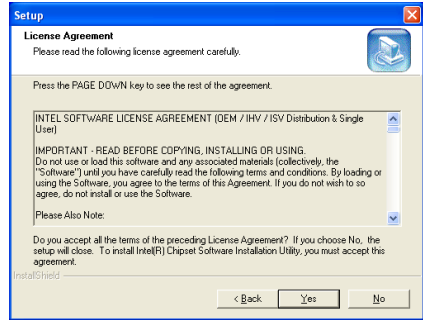 Setup
License Agreement
Please read the following license agreement carefully.
Press the PAGE DOWN key to see the rest of the agreement.
INTEL SOFTWARE LICENSE AGREEMENT (OEM / IHV / ISV Distribution & Single
User)
IMPORTANT - READ BEFORE COPYING, INSTALLING OR USING.
Do not use or load this software and any associated materials (collectively, the
"Software") until you have carefully read the following terms and conditions. By loading or
using the Software, you agree to the terms of this Agreement. If you do not wish to so
agree, do not install or use the Software.
Please Also Note:
Do you accept all the terms of the preceding License Agreement? If you choose No, the
setup will close. To install Intel(R) Chipset Software Installation Utility, you must accept this
agreement.
InstallShield
< Back Yes No